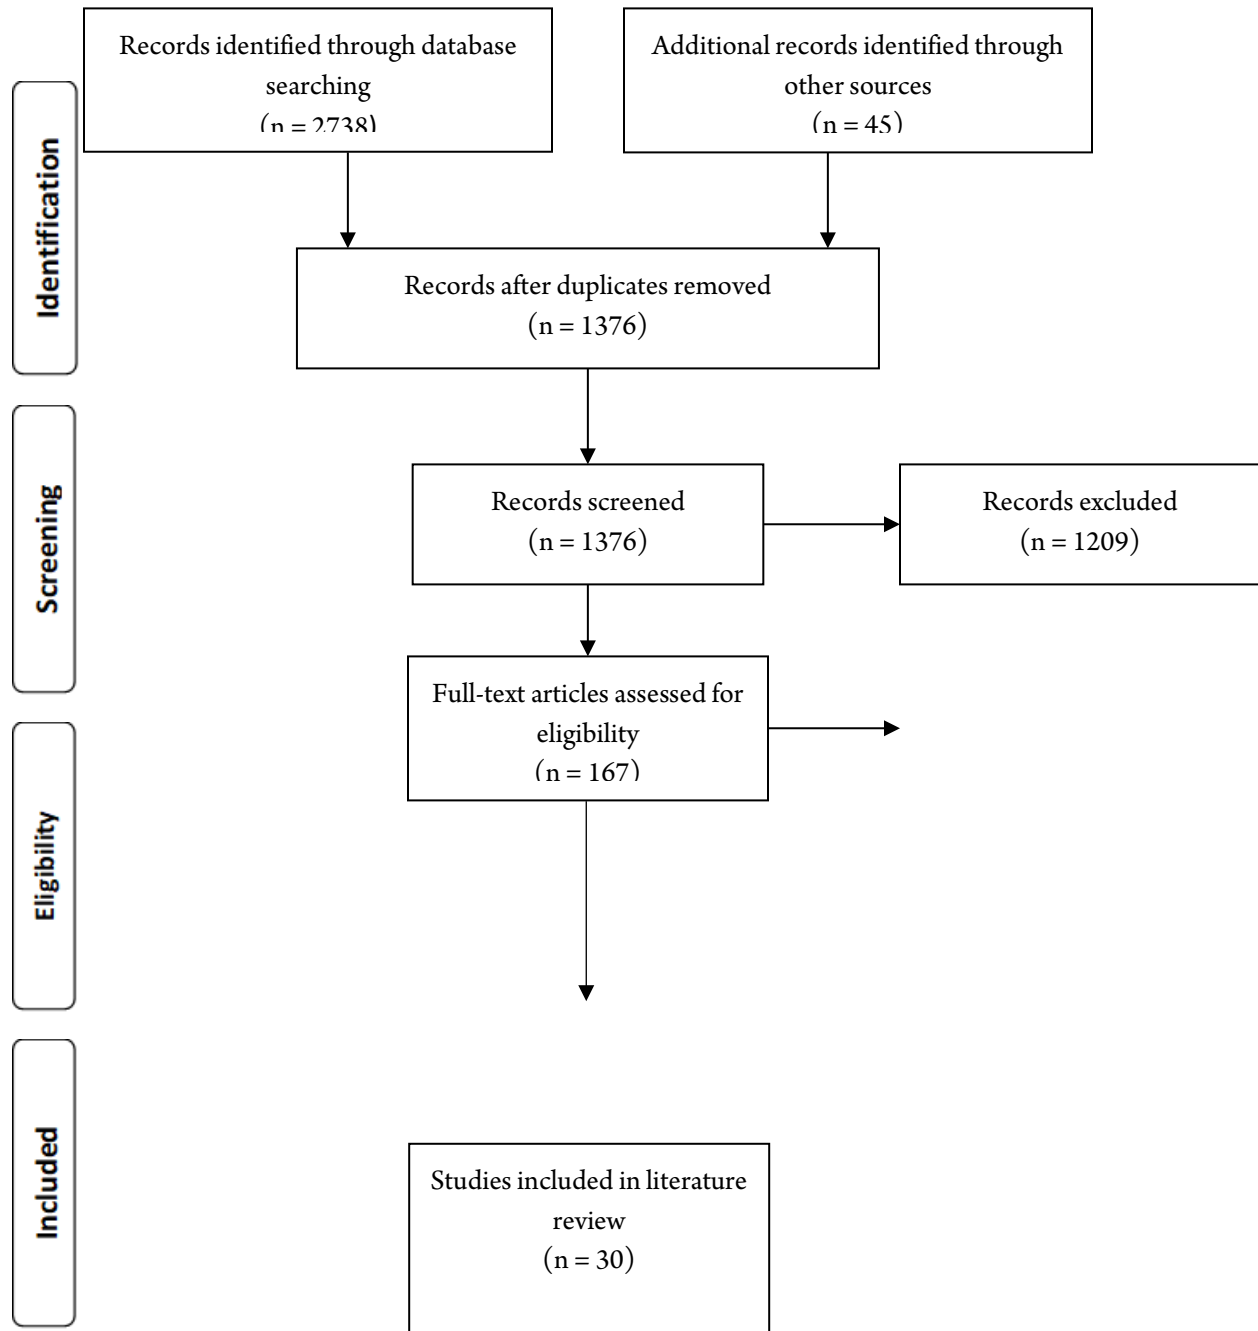 Records identified through database
searching
(n = 2738)
Additional records identified through
other sources
(n = 45)
Identification
Records after duplicates removed
(n = 1376)
Screening
Records screened
(n = 1376)
Records excluded
(n = 1209)
Full-text articles assessed for
eligibility
(n = 167)
Eligibility
Included
Studies included in literature
review
(n = 30)